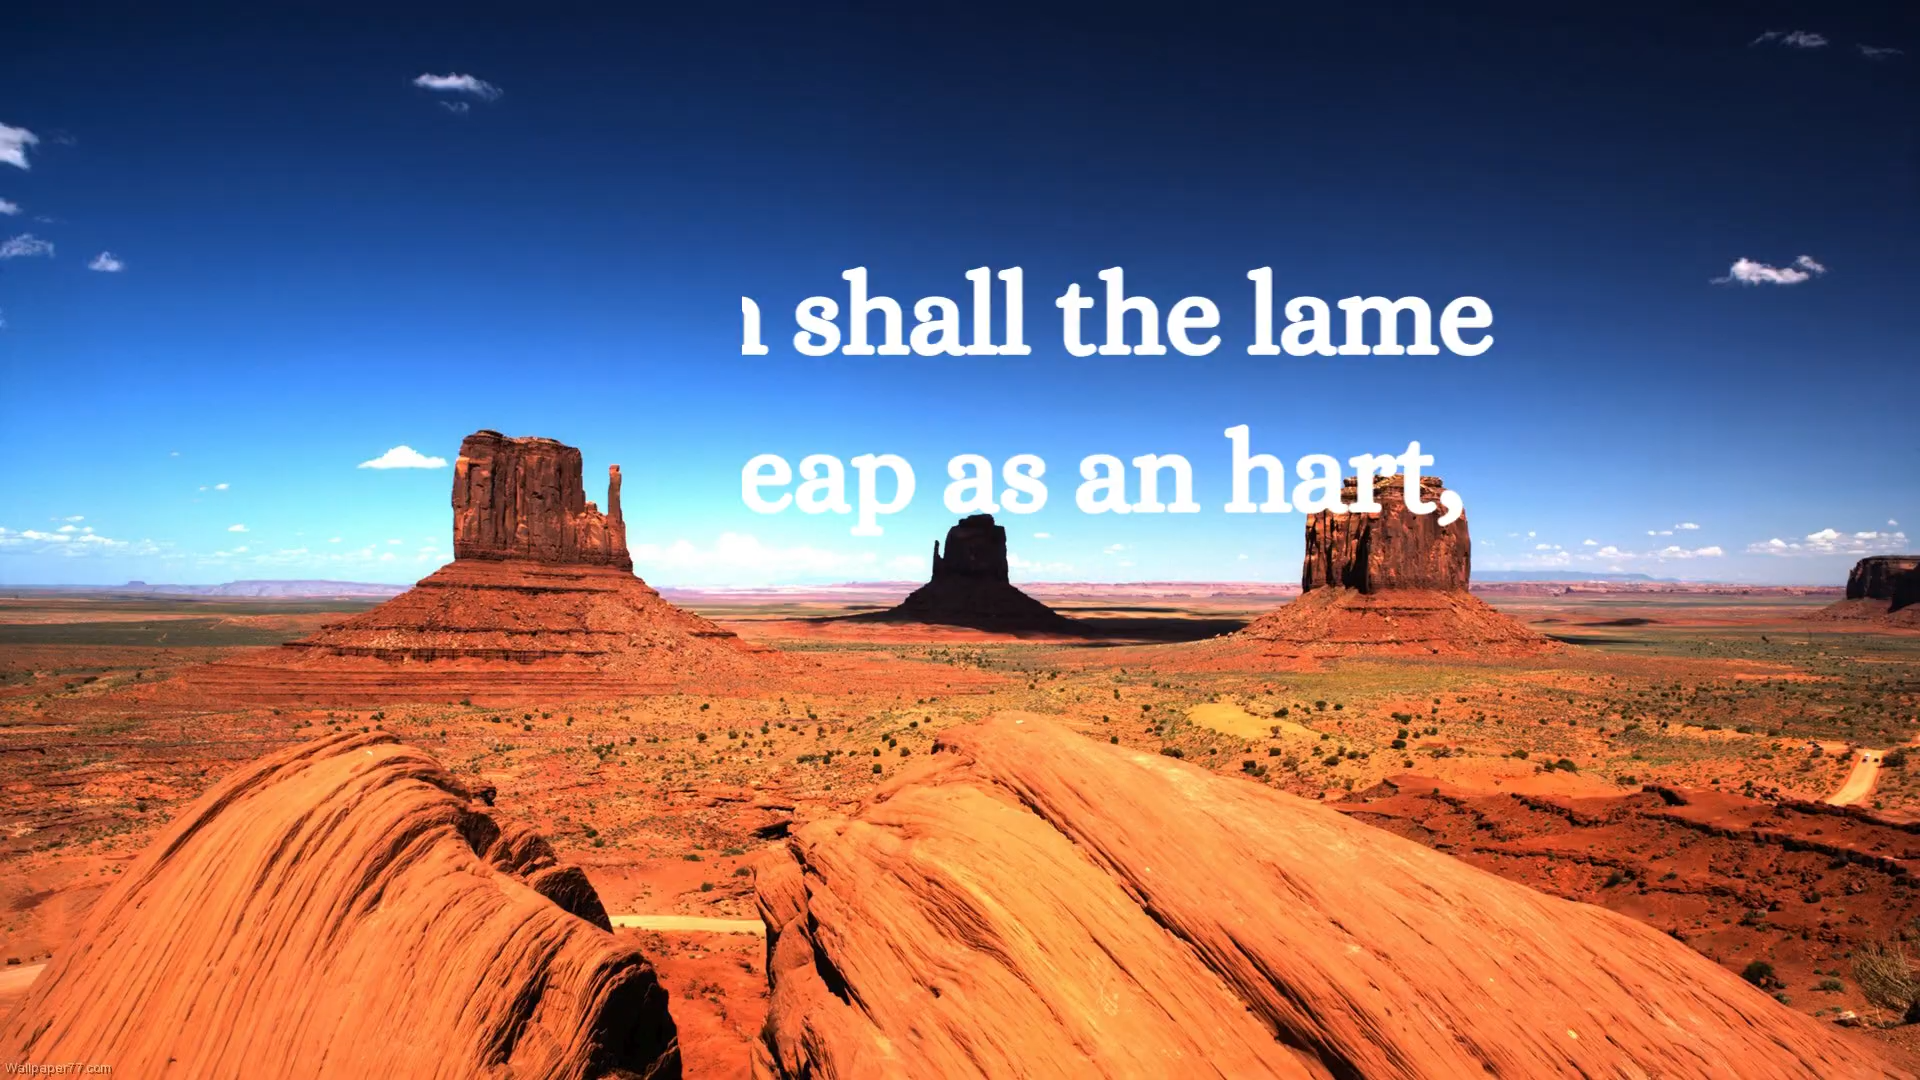 shall the lame
eap as an hart,
Wallpaper77.com